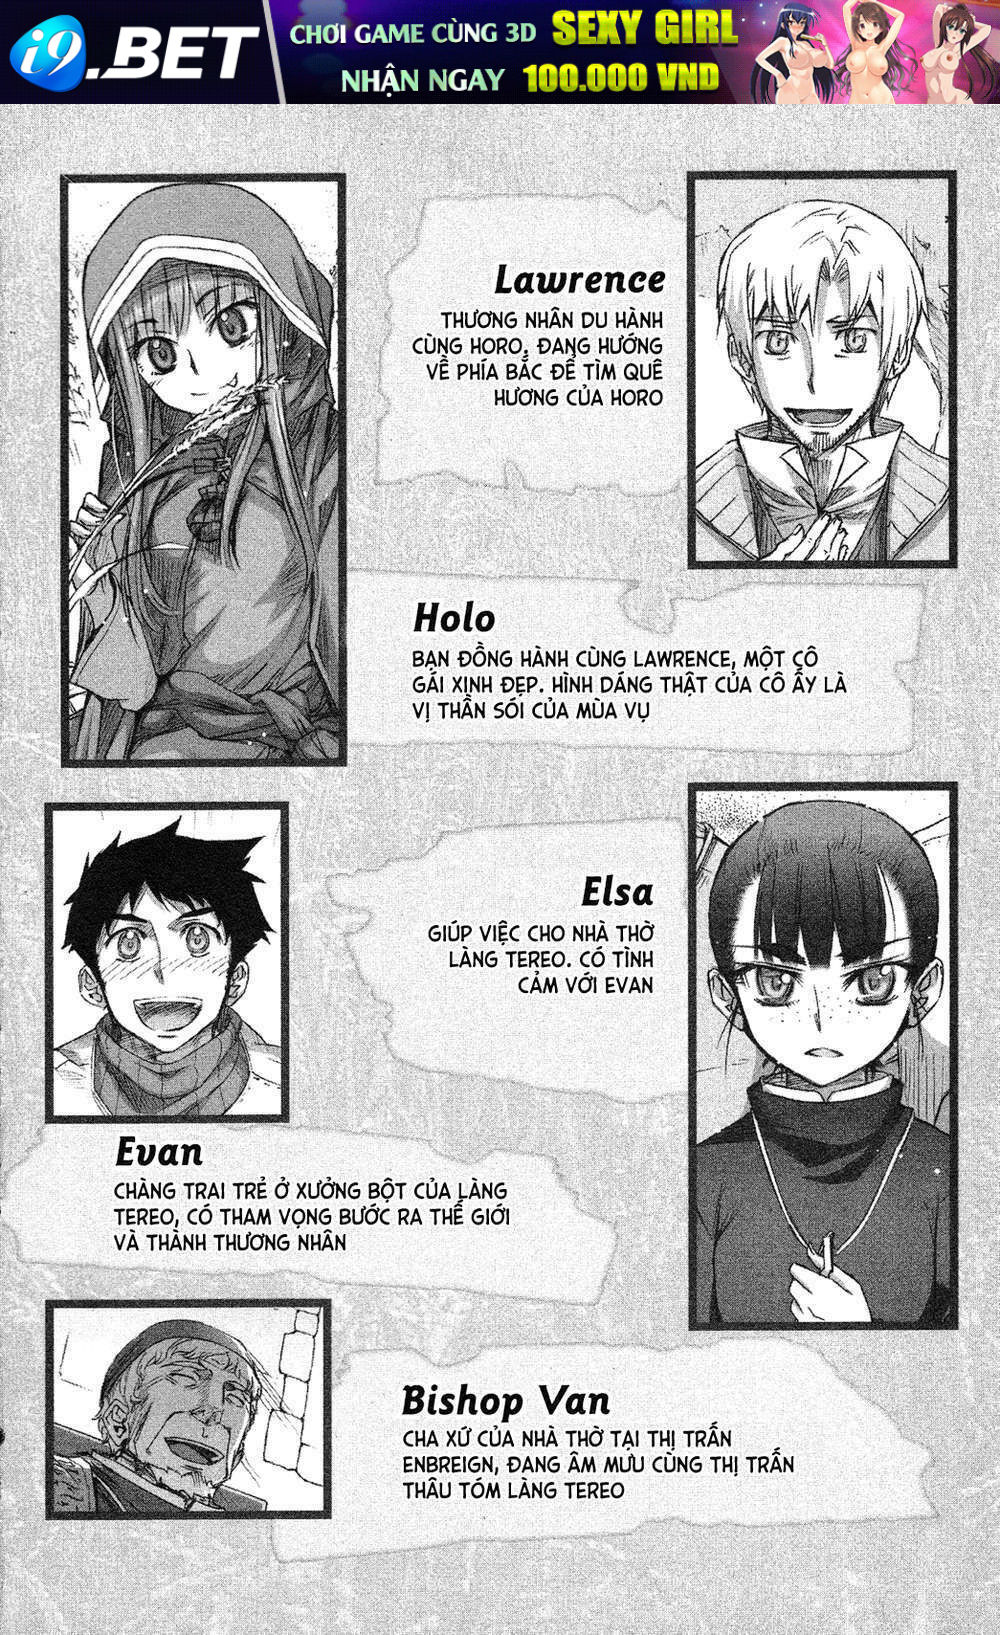 i9.BET
CHƠI GAME CÙNG 3D SEXY GIRL
NHẬN NGAY 100.000 VND
Lawrence
THƯƠNG NHÂN DU HÀNH
CÙNG HORO, ĐANG HƯỚNG
VỀ PHÍA BẮC ĐỂ TÌM QUÊ
HƯƠNG CỦA HORO
Holo
BẠN ĐỒNG HÀNH CÙNG LAWRENCE, MỘT CÔ
GÁI XINH ĐẸP. HÌNH DÁNG THẬT CỦA CÔ ẤY LÀ
VỊ THẦN SÓI CỦA MÙA VỤ
Elsa
GIÚP VIỆC CHO NHÀ THỜ
LÀNG TEREO. CÓ TÌNH
CẢM VỚI EVAN
Evan
CHÀNG TRAI TRẺ Ở XƯỞNG BỘT CỦA LÀNG
TEREO, CÓ THAM VỌNG BƯỚC RA THẾ GIỚI
VÀ THÀNH THƯƠNG NHÂN
Bishop Van
CHA XỨ CỦA NHÀ THỜ TẠI THỊ TRẤN
ENBREIGN, ĐANG ÂM MƯU CÙNG THỊ TRẤN
THÂU TÓM LÀNG TEREO